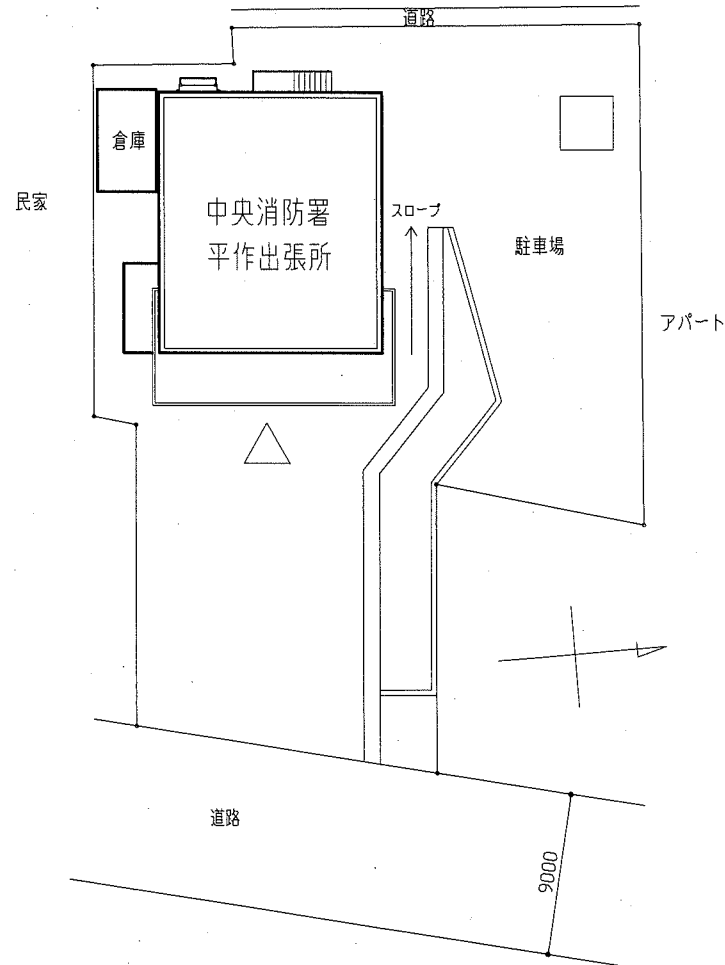 道路
倉庫
民家
中央消防署
平作出張所
スロープ
駐車場
アパート
道路
9000